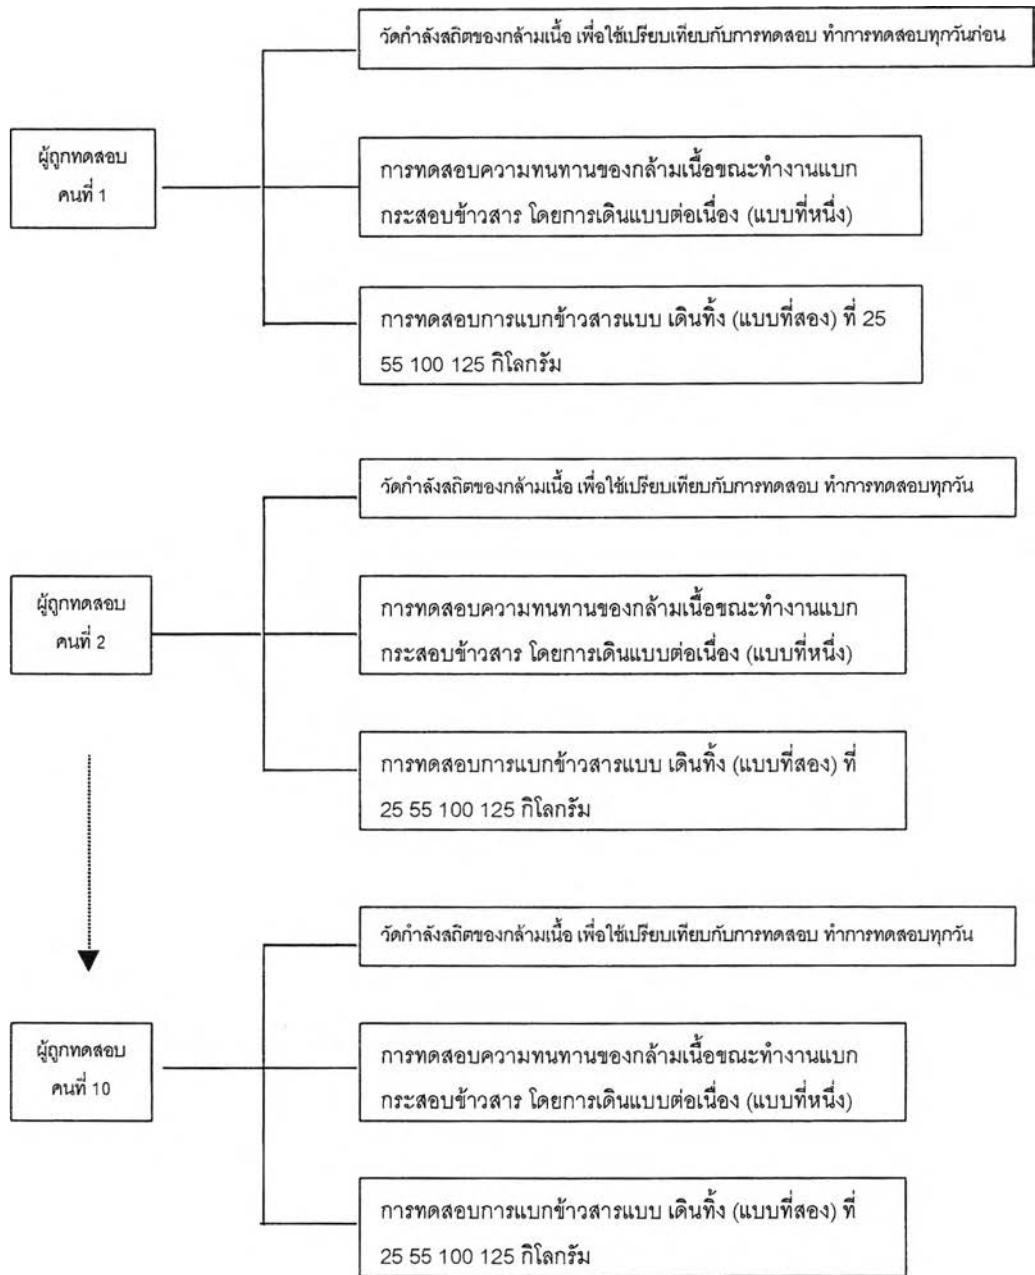 วัดกำลังสถิตของกล้ามเนื้อ เพื่อใช้เปรียบเทียบกับการทดสอบ ทำการทดสอบทุกวันก่อน
ผู้ถูกทดสอบ
คนที่ 1
การทดสอบความทนทานของกล้ามเนื้อขณะทำงานแบก
กระสอบข้าวสาร โดยการเดินแบบต่อเนื่อง (แบบที่หนึ่ง)
การทดสอบการแบกข้าวสารแบบ เดินทิ้ง (แบบที่สอง) ที่ 25
55 100 125 กิโลกรัม
วัดกำลังสถิตของกล้ามเนื้อ เพื่อใช้เปรียบเทียบกับการทดสอบ ทำการทดสอบทุกวัน
ผู้ถูกทดสอบ
คนที่ 2
การทดสอบความทนทานของกล้ามเนื้อขณะทำงานแบก
กระสอบข้าวสาร โดยการเดินแบบต่อเนื่อง (แบบที่หนึ่ง)
การทดสอบการแบกข้าวสารแบบ เดินทิ้ง (แบบที่สอง) ที่
25 55 100 125 กิโลกรัม
วัดกำลังสถิตของกล้ามเนื้อ เพื่อใช้เปรียบเทียบกับการทดสอบ ทำการทดสอบทุกวัน
ผู้ถูกทดสอบ
คนที่ 10
การทดสอบความทนทานของกล้ามเนื้อขณะทำงานแบก
กระสอบข้าวสาร โดยการเดินแบบต่อเนื่อง (แบบที่หนึ่ง)
การทดสอบการแบกข้าวสารแบบ เดินทิ้ง (แบบที่สอง) ที่
25 55 100 125 กิโลกรัม